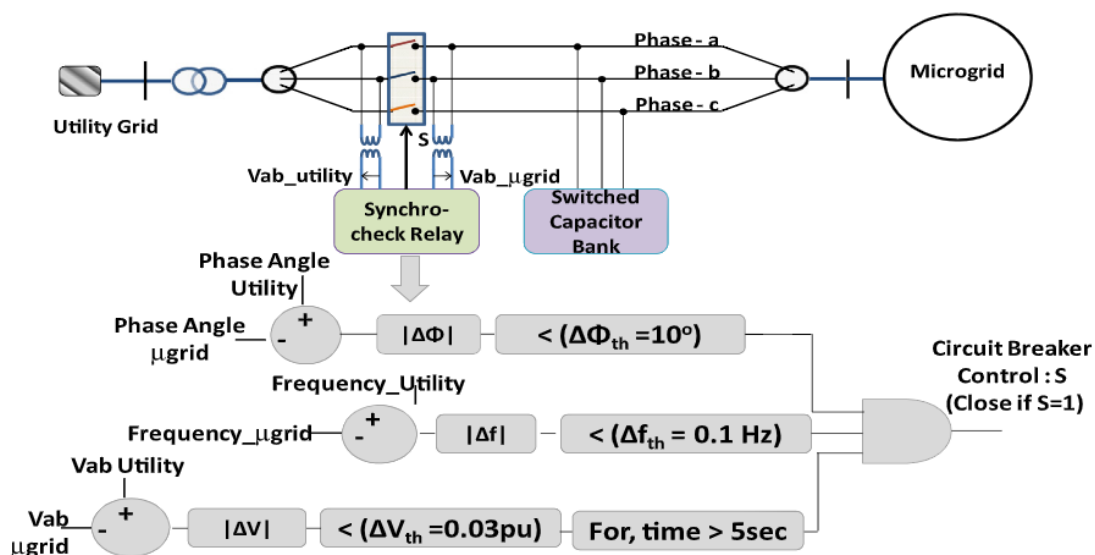 Phase - a
Phase - b
Phase - c
Microgrid
Utility Grid
S
Vab_utility
Vab_μgrid
Synchro-
check Relay
Switched
Capacitor
Bank
Phase Angle
Utility
Phase Angle
μgrid
+
-
|ΔΦ|
< (ΔΦth =10º)
Frequency_Utility
Frequency_μgrid
+
-
|Δf|
< (Δfth = 0.1 Hz)
Circuit Breaker
Control : S
(Close if S=1)
Vab Utility
Vab
μgrid
+
-
|ΔV|
< (ΔVth =0.03pu)
For, time > 5sec